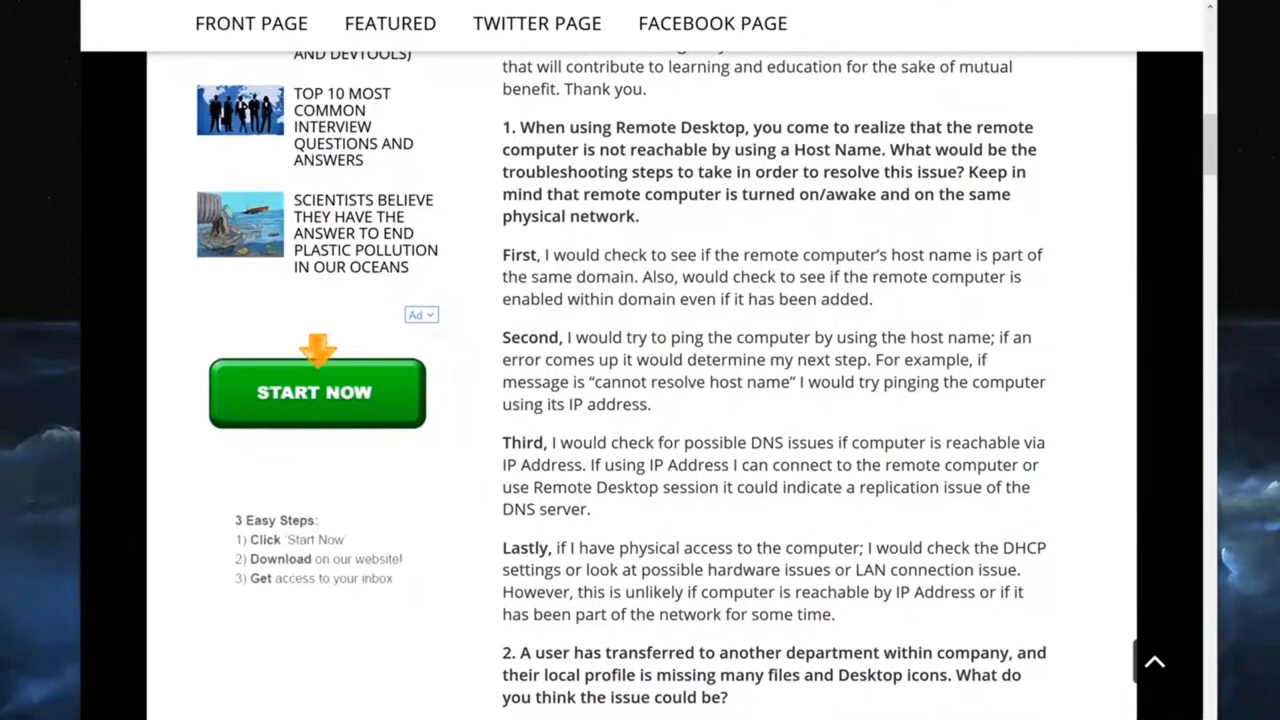 FRONT PAGE FEATURED TWITTER PAGE FACEBOOK PAGE
AND DEVTOOLS)
TOP 10 MOST
COMMON
INTERVIEW
QUESTIONS AND
ANSWERS
SCIENTISTS BELIEVE
THEY HAVE THE
ANSWER TO END
PLASTIC POLLUTION
IN OUR OCEANS
Ad
START NOW
3 Easy Steps:
1) Click 'Start Now'
2) Download on our website!
3) Get access to your inbox
that will contribute to learning and education for the sake of mutual
benefit. Thank you.
1. When using Remote Desktop, you come to realize that the remote
computer is not reachable by using a Host Name. What would be the
troubleshooting steps to take in order to resolve this issue? Keep in
mind that remote computer is turned on/awake and on the same
physical network.
First, I would check to see if the remote computer’s host name is part of
the same domain. Also, would check to see if the remote computer is
enabled within domain even if it has been added.
Second, I would try to ping the computer by using the host name; if an
error comes up it would determine my next step. For example, if
message is “cannot resolve host name” I would try pinging the computer
using its IP address.
Third, I would check for possible DNS issues if computer is reachable via
IP Address. If using IP Address I can connect to the remote computer or
use Remote Desktop session it could indicate a replication issue of the
DNS server.
Lastly, if I have physical access to the computer; I would check the DHCP
settings or look at possible hardware issues or LAN connection issue.
However, this is unlikely if computer is reachable by IP Address or if it
has been part of the network for some time.
2. A user has transferred to another department within company, and
their local profile is missing many files and Desktop icons. What do
you think the issue could be?